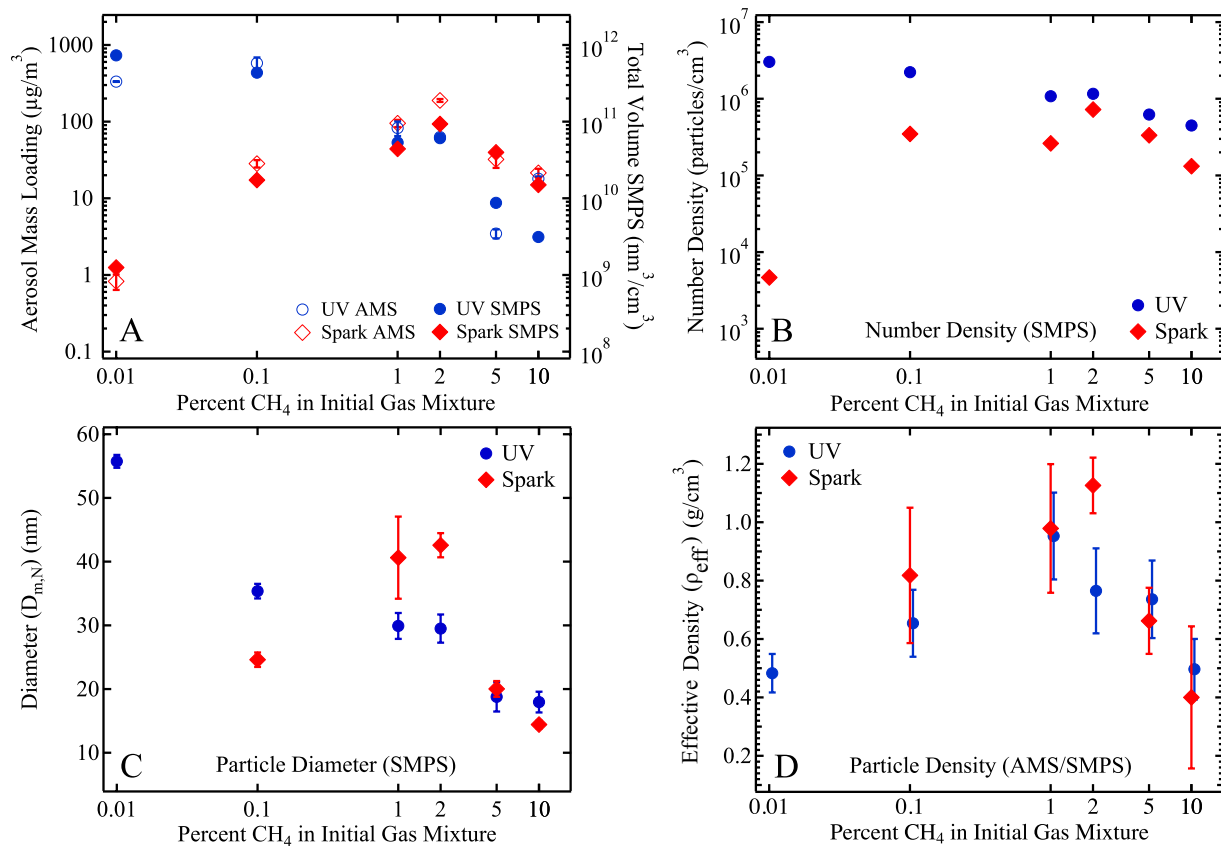 1000
100
10
1
0.1
Aerosol Mass Loading (μg/m³)
10¹²
10¹¹
10¹⁰
10⁹
10⁸
Total Volume SMPS (nm³/cm³)
UV AMS
UV SMPS
Spark AMS
Spark SMPS
A
0.01
0.1
1
2
5
10
Percent CH₄ in Initial Gas Mixture
10⁷
10⁶
10⁵
10⁴
10³
Number Density (particles/cm³)
UV
Spark
Number Density (SMPS)
B
0.01
0.1
1
2
5
10
Percent CH₄ in Initial Gas Mixture
60
50
40
30
20
10
Diameter (Dm,N) (nm)
UV
Spark
C
Particle Diameter (SMPS)
0.01
0.1
1
2
5
10
Percent CH₄ in Initial Gas Mixture
1.2
1.0
0.8
0.6
0.4
0.2
Effective Density (ρeff) (g/cm³)
UV
Spark
D
Particle Density (AMS/SMPS)
0.01
0.1
1
2
5
10
Percent CH₄ in Initial Gas Mixture